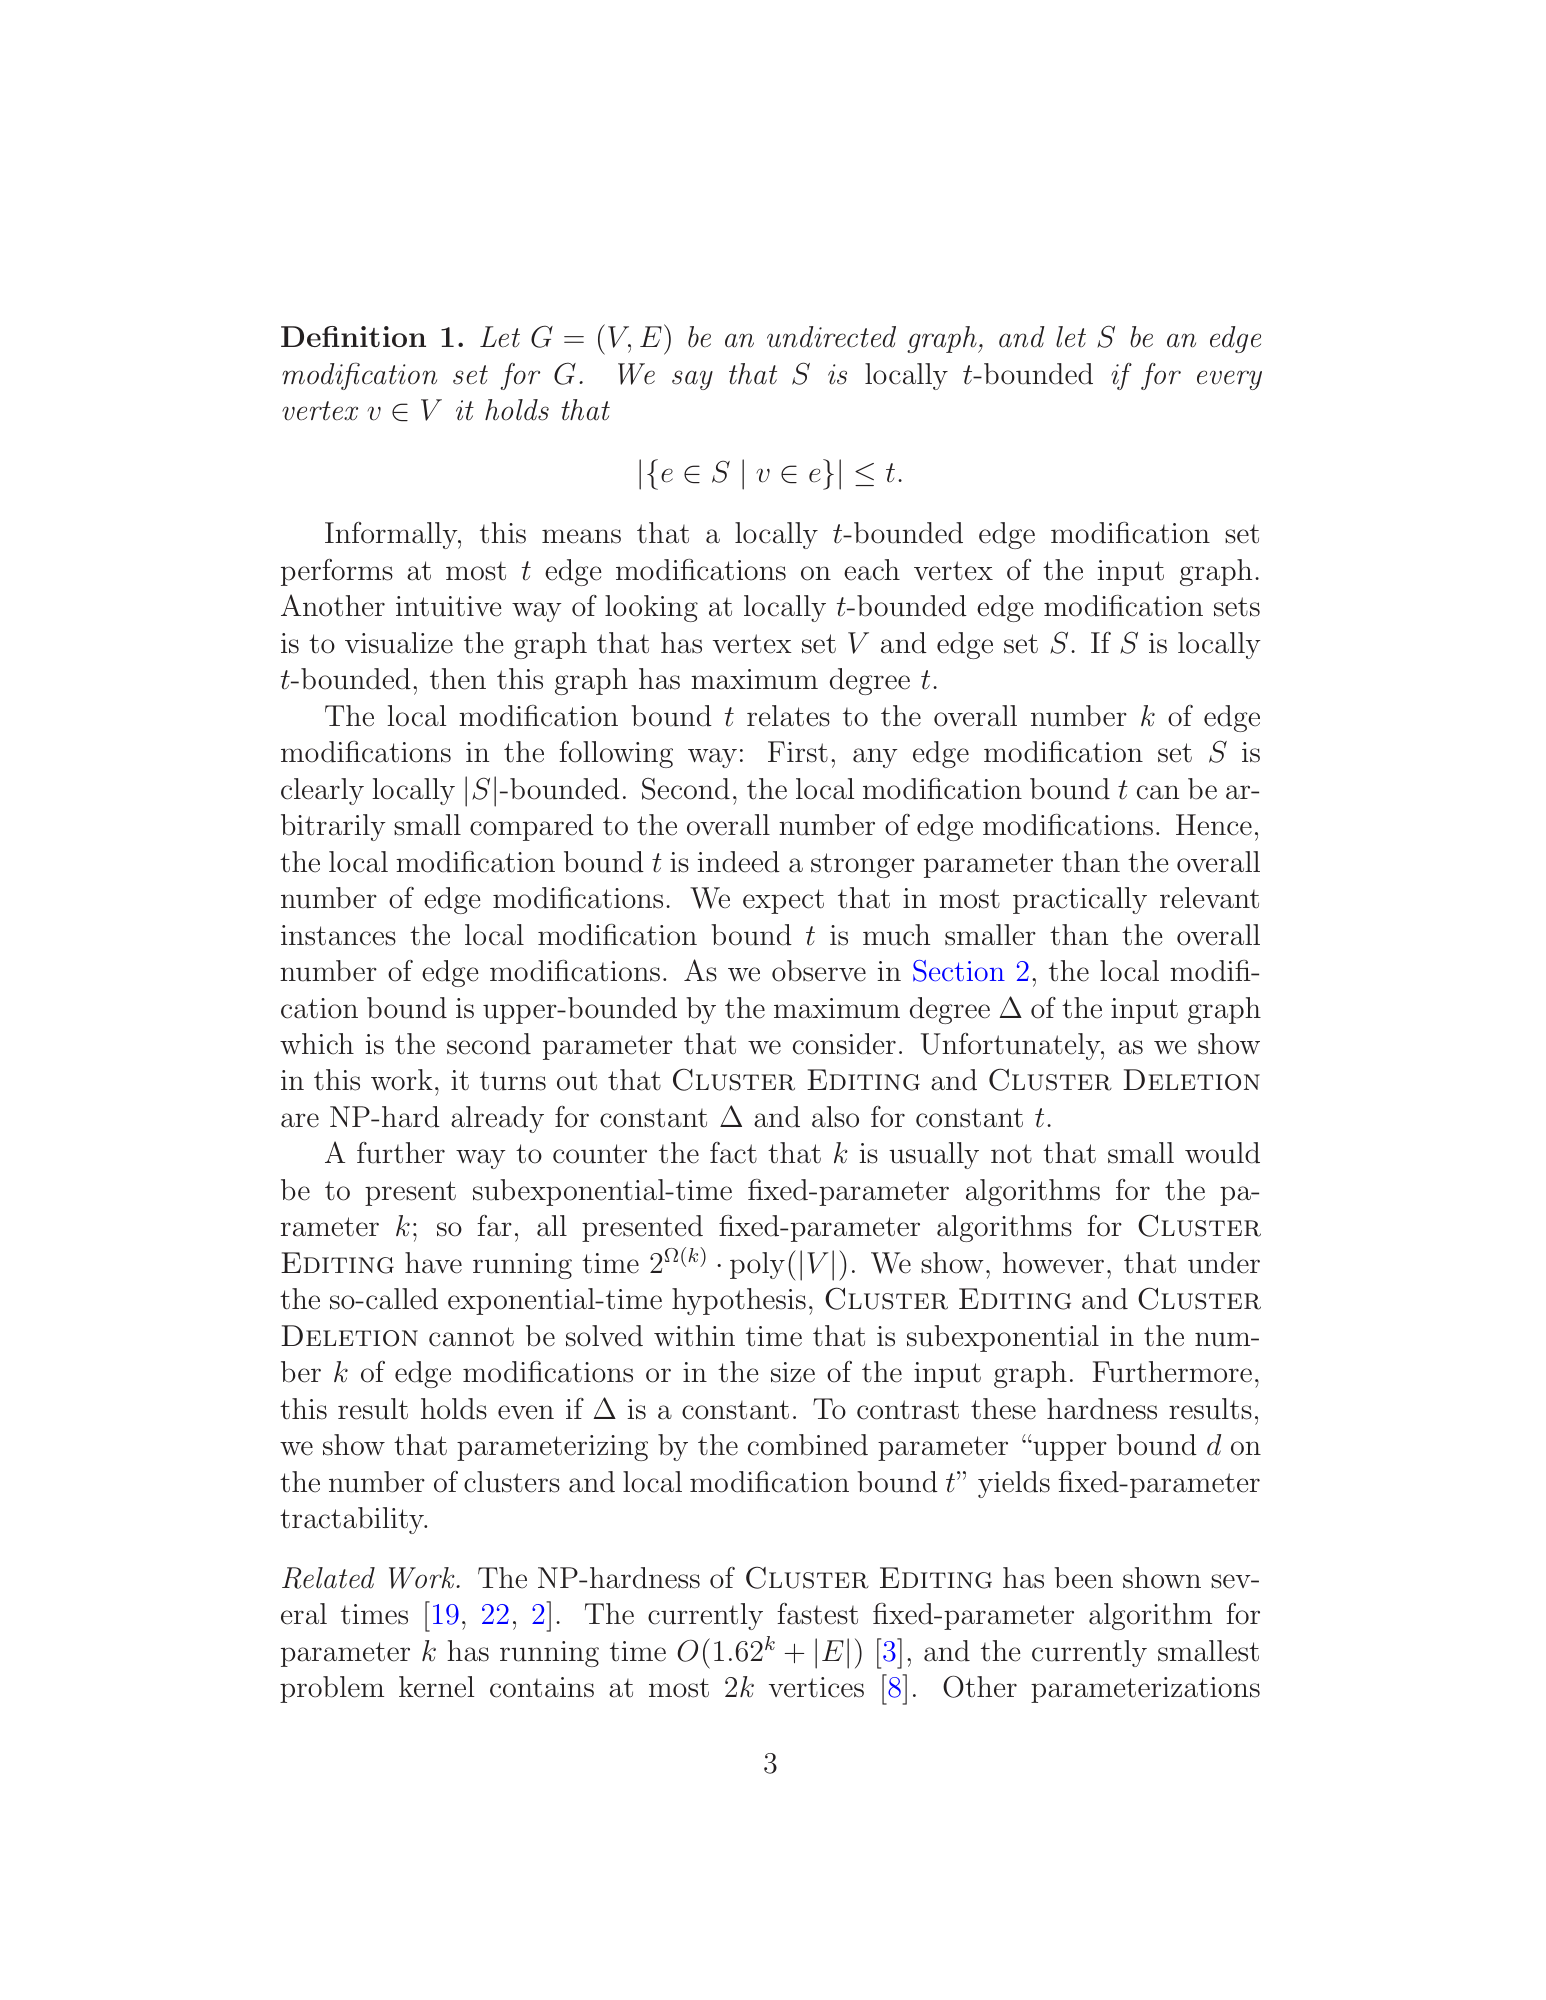 Definition 1. Let G = (V, E) be an undirected graph, and let S be an edge
modification set for G. We say that S is locally t-bounded if for every
vertex v ∈ V it holds that
|{e ∈ S | v ∈ e}| ≤ t.
Informally, this means that a locally t-bounded edge modification set
performs at most t edge modifications on each vertex of the input graph.
Another intuitive way of looking at locally t-bounded edge modification sets
is to visualize the graph that has vertex set V and edge set S. If S is locally
t-bounded, then this graph has maximum degree t.
The local modification bound t relates to the overall number k of edge
modifications in the following way: First, any edge modification set S is
clearly locally |S|-bounded. Second, the local modification bound t can be ar-
bitrarily small compared to the overall number of edge modifications. Hence,
the local modification bound t is indeed a stronger parameter than the overall
number of edge modifications. We expect that in most practically relevant
instances the local modification bound t is much smaller than the overall
number of edge modifications. As we observe in Section 2, the local modifi-
cation bound is upper-bounded by the maximum degree Δ of the input graph
which is the second parameter that we consider. Unfortunately, as we show
in this work, it turns out that Cluster Editing and Cluster Deletion
are NP-hard already for constant Δ and also for constant t.
A further way to counter the fact that k is usually not that small would
be to present subexponential-time fixed-parameter algorithms for the pa-
rameter k; so far, all presented fixed-parameter algorithms for Cluster
Editing have running time 2^Ω(k) · poly(|V|). We show, however, that under
the so-called exponential-time hypothesis, Cluster Editing and Cluster
Deletion cannot be solved within time that is subexponential in the num-
ber k of edge modifications or in the size of the input graph. Furthermore,
this result holds even if Δ is a constant. To contrast these hardness results,
we show that parameterizing by the combined parameter “upper bound d on
the number of clusters and local modification bound t” yields fixed-parameter
tractability.
Related Work. The NP-hardness of Cluster Editing has been shown sev-
eral times [19, 22, 2]. The currently fastest fixed-parameter algorithm for
parameter k has running time O(1.62^k + |E|) [3], and the currently smallest
problem kernel contains at most 2k vertices [8]. Other parameterizations
3